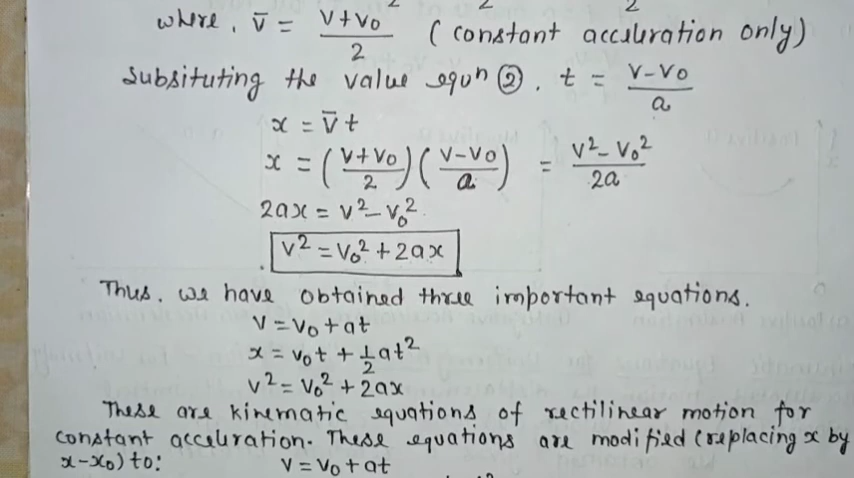 where, v̄ = (v+v₀)/2 (constant acceleration only)
Subsituting the value equⁿ ②. t = (v-v₀)/a
x = v̄ t
x = ((v+v₀)/2)((v-v₀)/a) = (v²-v₀²)/2a
2ax = v²-v₀²
v² = v₀² + 2ax
Thus, we have obtained three important equations.
v = v₀ + at
x = v₀t + ½at²
v² = v₀² + 2ax
These are kinematic equations of rectilinear motion for
constant acceleration. These equations are modified (replacing x by
x-x₀) to: v = v₀ + at